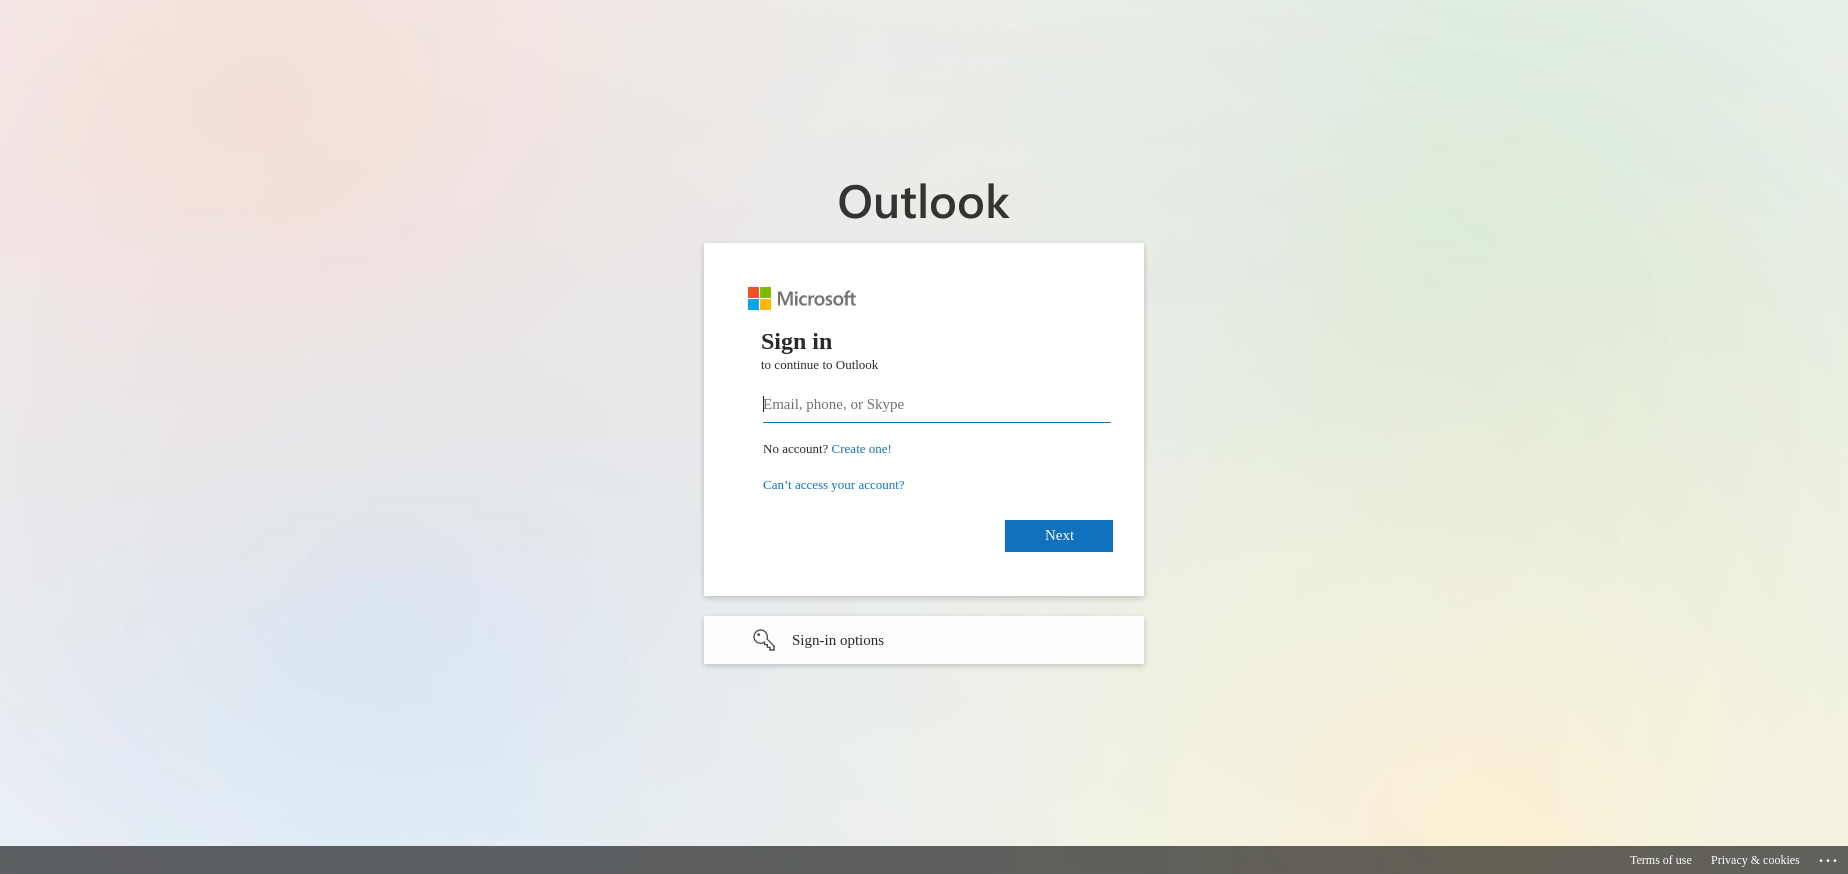 Outlook
Microsoft
Sign in
to continue to Outlook
Email, phone, or Skype
No account? Create one!
Can’t access your account?
Next
Sign-in options
Terms of use Privacy & cookies ...